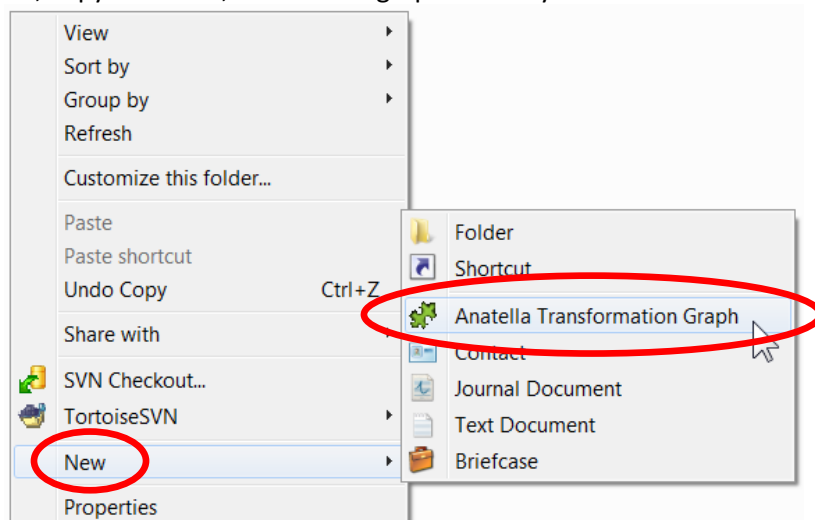 View
Sort by
Group by
Refresh
Customize this folder...
Paste
Paste shortcut
Undo Copy Ctrl+Z
Share with
SVN Checkout...
TortoiseSVN
New
Properties
Folder
Shortcut
Anatella Transformation Graph
Contact
Journal Document
Text Document
Briefcase